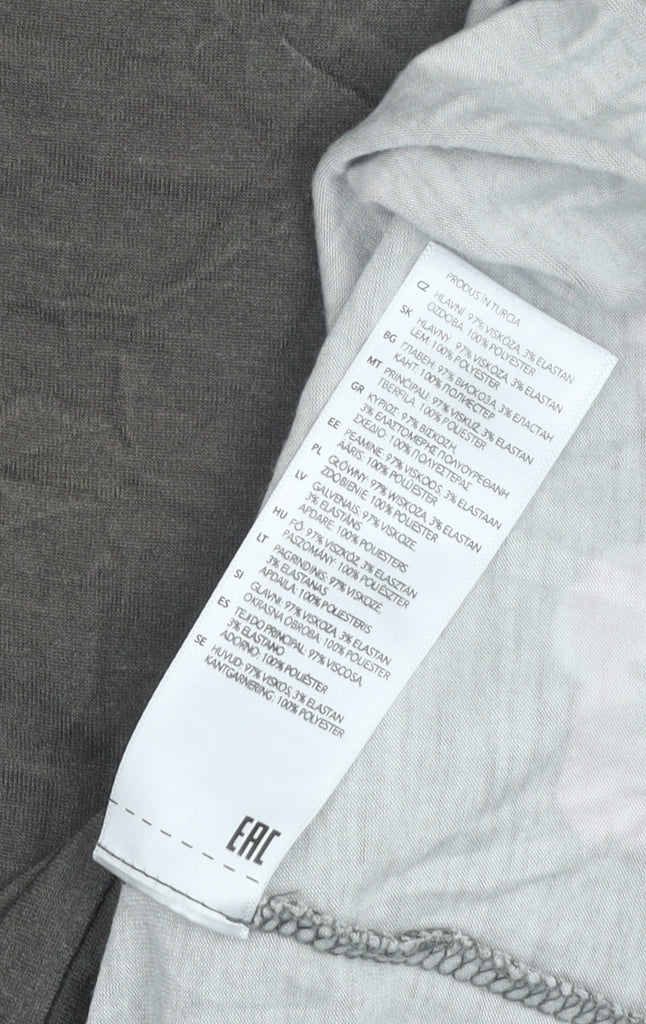 PRODUS ÎN TURCIA
CZ HLAVNI: 97% VISKÓZA, 3% ELASTAN
OZDOBA: 100% POLYESTER
SK HLAVNY: 97% VISKÓZA, 3% ELASTAN
LEM: 100% POLYESTER
BG ГЛАВЕН: 97% ВИСКОЗА, 3% ЕЛАСТАН
КАНТ: 100% ПОЛИЕСТЕР
MT PRINCIPALI: 97% VISKUŻ, 3% ELASTAN
TBERFILA: 100% POLIESTER
GR ΚΥΡΙΩΣ: 97% ΒΙΣΚΟΖΗ,
3% ΕΛΑΣΤΟΜΕΡΗΣ ΠΟΛΥΟΥΡΕΘΑΝΗ
ΣΧΕΔΙΟ: 100% ΠΟΛΥΕΣΤΕΡΑΣ
EE PEAMINE: 97% VISKOOS, 3% ELASTAAN
ÄÄRIS: 100% POLÜESTER
PL GŁÓWNY: 97% WISKOZA, 3% ELASTAN
ZDOBIENIE: 100% POLIESTER
LV GALVENAIS: 97% VISKOZE,
3% ELASTĀNS
APDARE: 100% POLIESTERS
HU FŐ: 97% VISZKÓZ, 3% ELASZTÁN
PASZOMÁNY: 100% POLIÉSZTER
LT PAGRINDINIS: 97% VISKOZĖ,
3% ELASTANAS
APDAILA: 100% POLIESTERIS
SI GLAVNI: 97% VISKOZA, 3% ELASTAN
OKRASNA OBROBA: 100% POLIESTER
ES TEJIDO PRINCIPAL: 97% VISCOSA,
3% ELASTANO
ADORNO: 100% POLIÉSTER
SE HUVUD: 97% VISKOS, 3% ELASTAN
KANTGARNERING: 100% POLYESTER
EAC